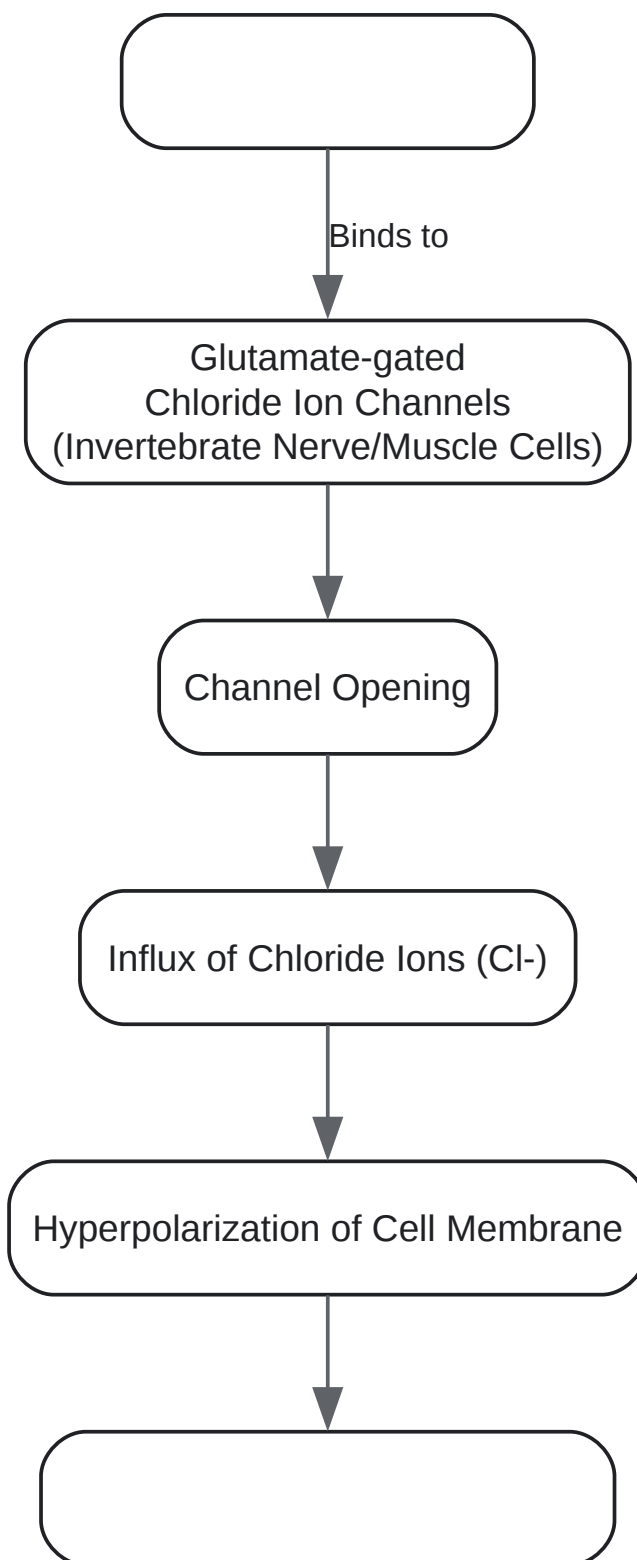 Binds to
Glutamate-gated
Chloride Ion Channels
(Invertebrate Nerve/Muscle Cells)
Channel Opening
Influx of Chloride Ions (Cl-)
Hyperpolarization of Cell Membrane